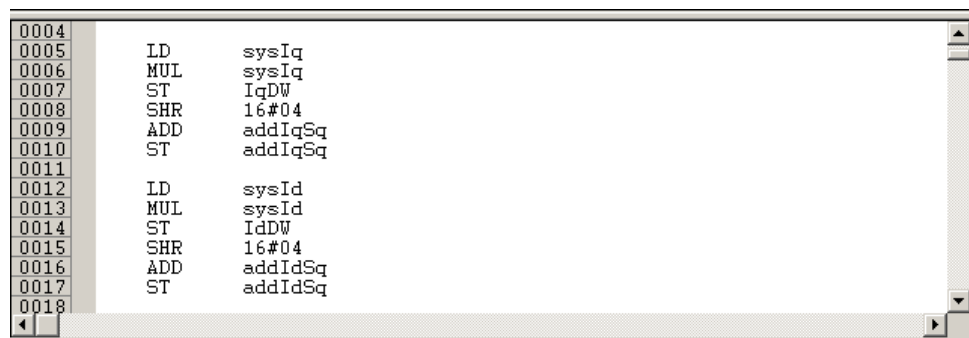 0004
0005 LD sysIq
0006 MUL sysIq
0007 ST IqDW
0008 SHR 16#04
0009 ADD addIqSq
0010 ST addIqSq
0011
0012 LD sysId
0013 MUL sysId
0014 ST IdDW
0015 SHR 16#04
0016 ADD addIdSq
0017 ST addIdSq
0018